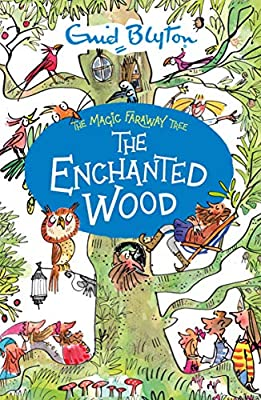 Enid Blyton
THE MAGIC FARAWAY TREE
THE
ENCHANTED
WOOD